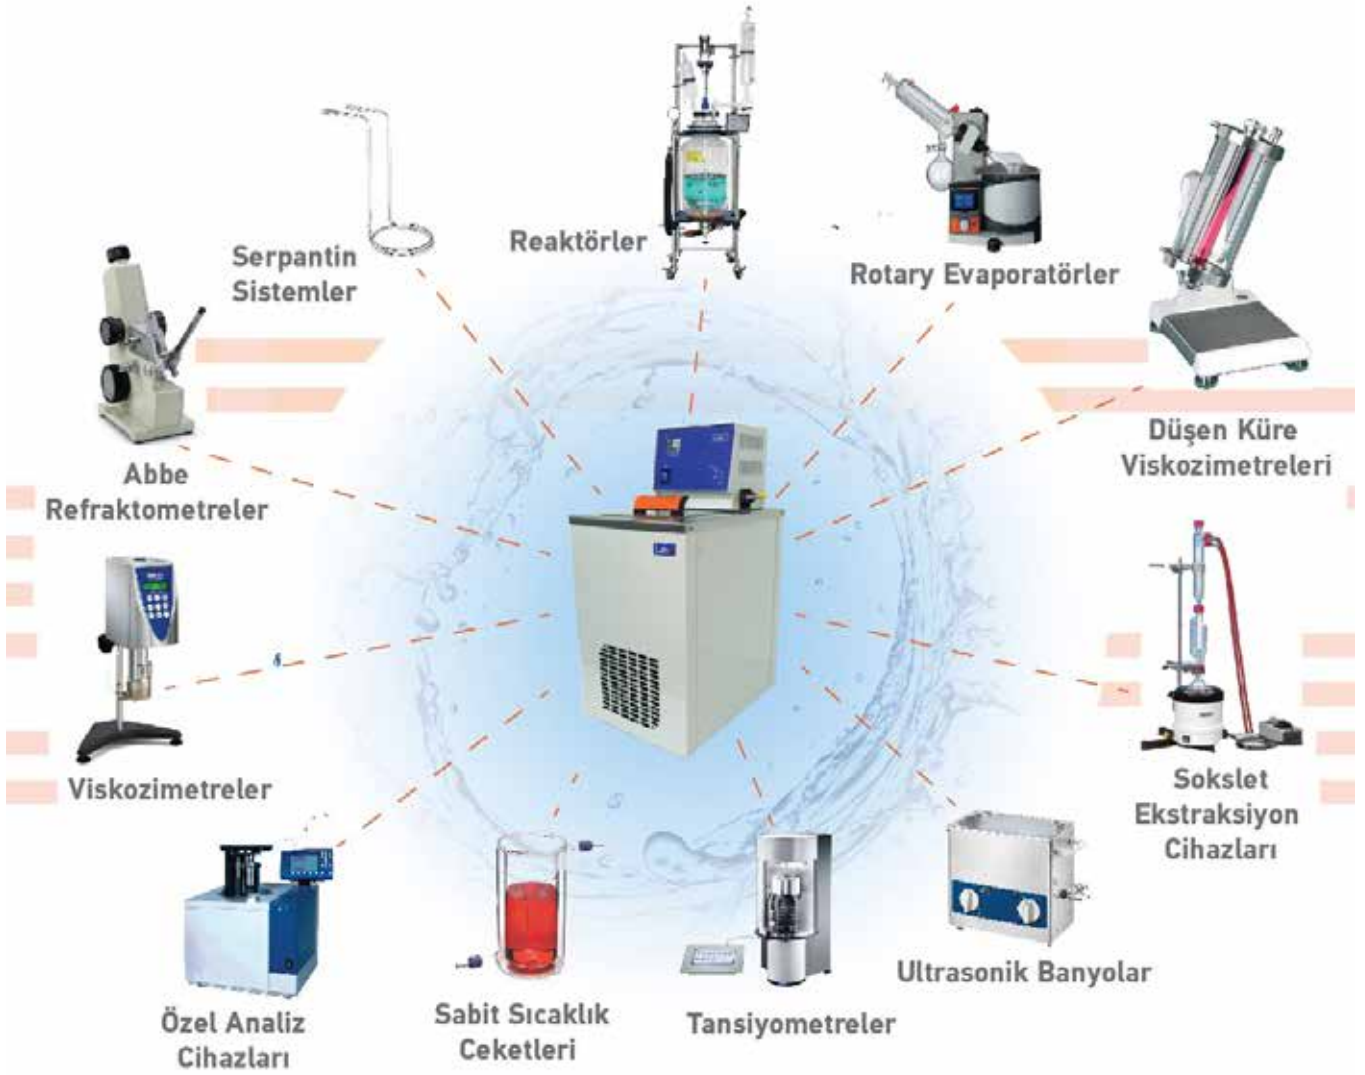 Reaktörler
Serpantin
Sistemler
Rotary Evaporatörler
Düşen Küre
Viskozimetreleri
Abbe
Refraktometreler
Viskozimetreler
Sokslet
Ekstraksiyon
Cihazları
Ultrasonik Banyolar
Özel Analiz
Cihazları
Sabit Sıcaklık
Ceketleri
Tansiyometreler